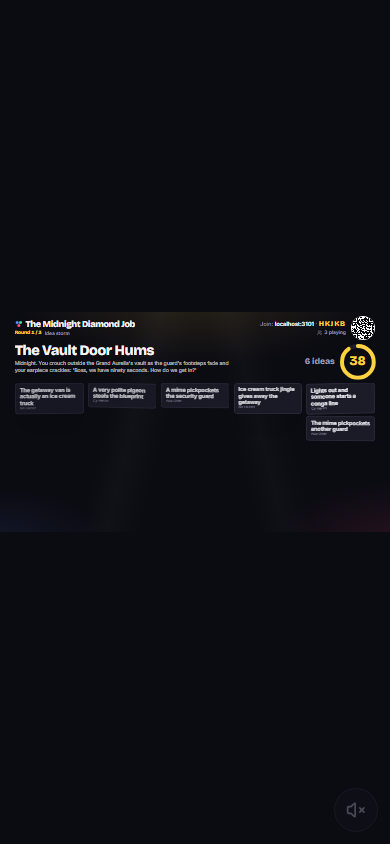 The Midnight Diamond Job
Join: localhost:3101 · HKJKB
Round 1 / 3 Idea storm
3 playing
The Vault Door Hums
Midnight. You crouch outside the Grand Aurelle's vault as the guard's footsteps fade and
your earpiece crackles: "Boss, we have ninety seconds. How do we get in?"
6 ideas
38
The getaway van is
actually an ice cream
truck
A very polite pigeon
steals the blueprint
A mime pickpockets
the security guard
Ice cream truck jingle
gives away the
getaway
Lights out and
someone starts a
conga line
The mime pickpockets
another guard